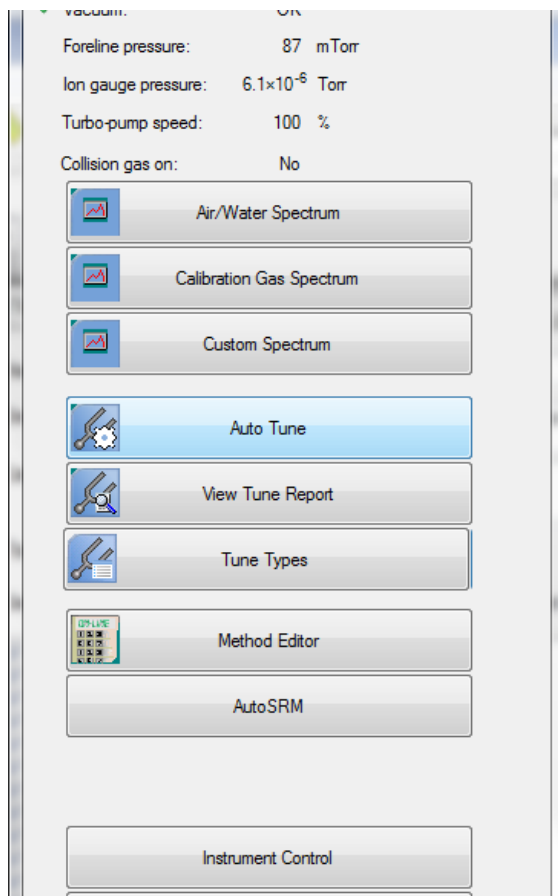 Vacuum: OK
Foreline pressure: 87 mTorr
Ion gauge pressure: 6.1×10⁻⁶ Torr
Turbo-pump speed: 100 %
Collision gas on: No
Air/Water Spectrum
Calibration Gas Spectrum
Custom Spectrum
Auto Tune
View Tune Report
Tune Types
Method Editor
AutoSRM
Instrument Control